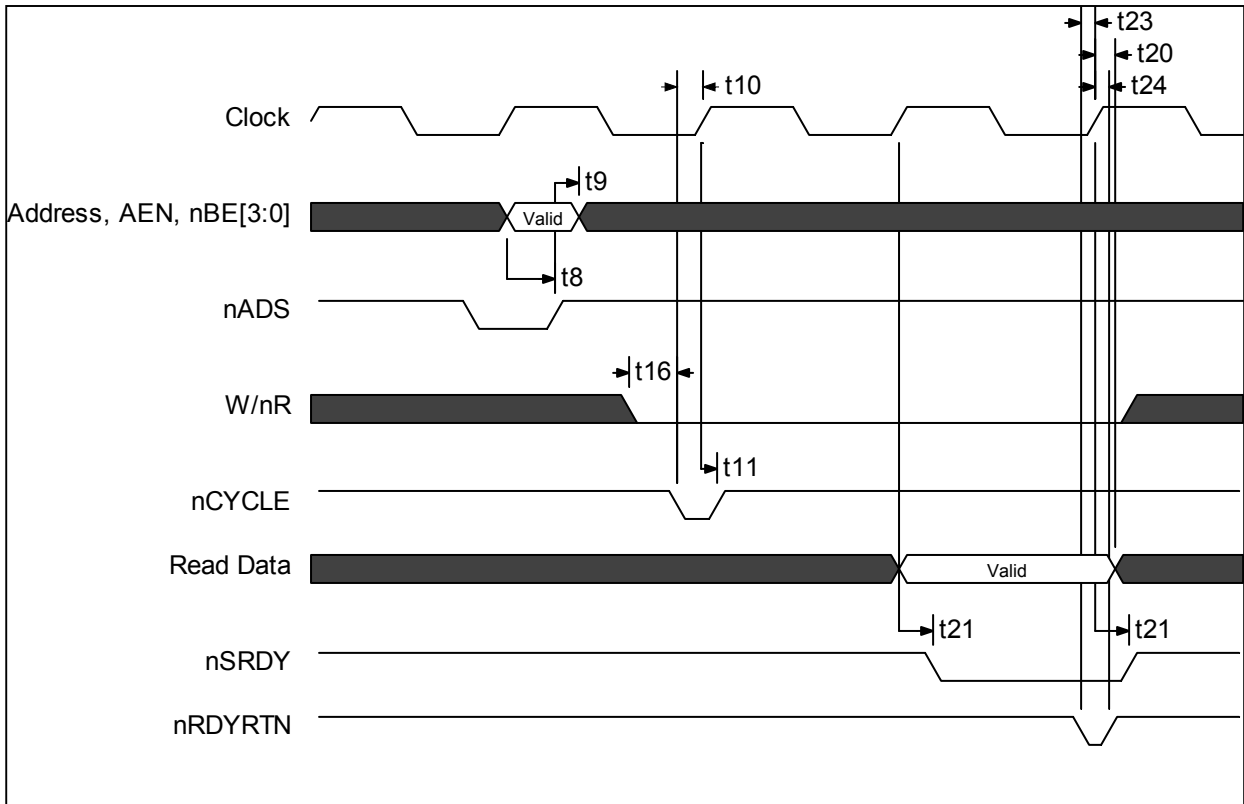 t23
t20
t10
t24
Clock
t9
Address, AEN, nBE[3:0]
Valid
t8
nADS
t16
W/nR
t11
nCYCLE
Read Data
Valid
t21
t21
nSRDY
nRDYRTN